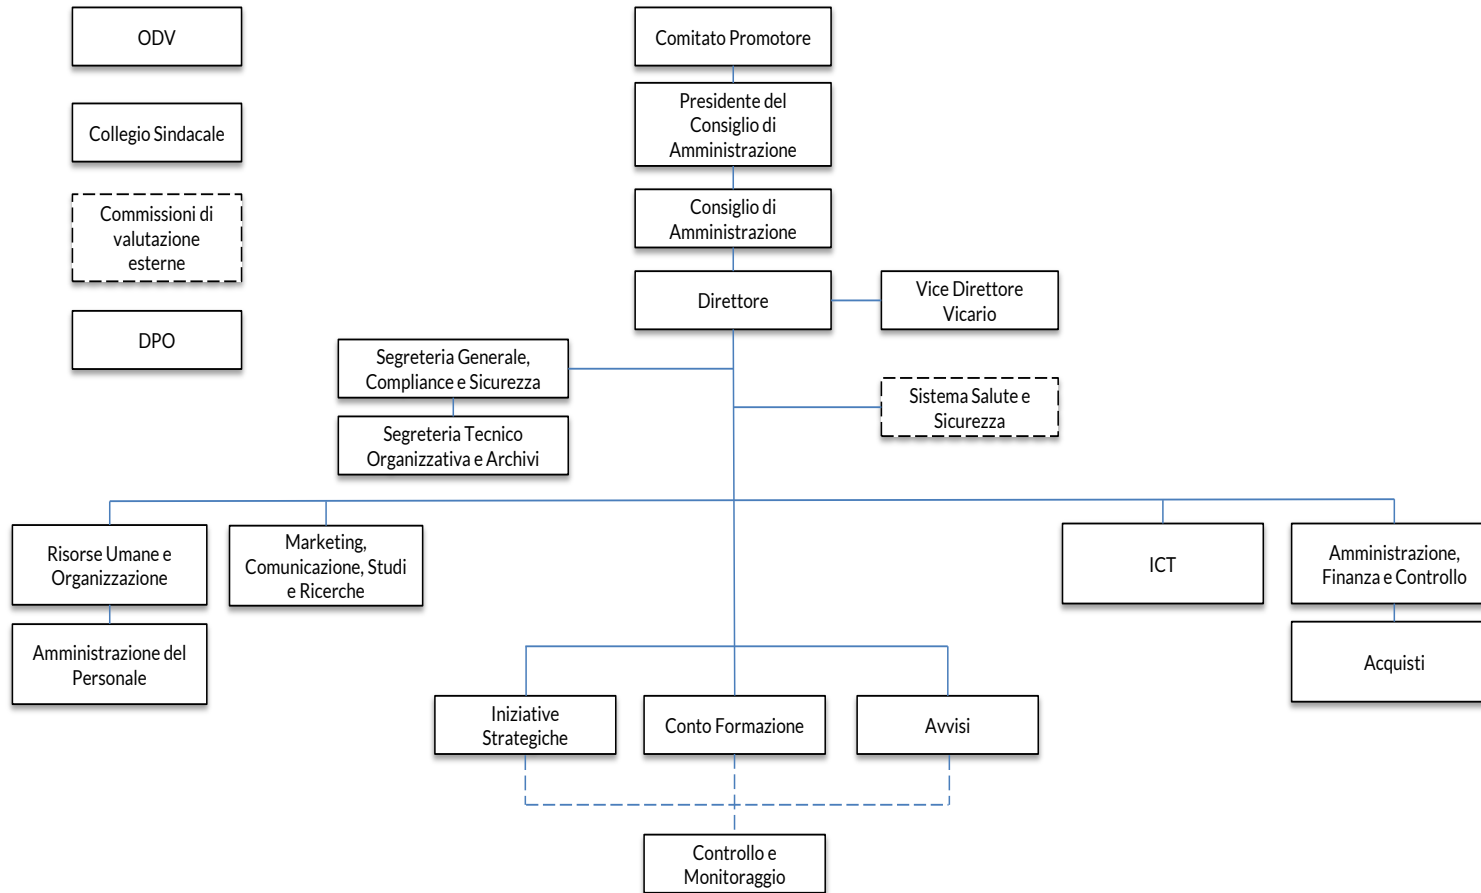 ODV
Comitato Promotore
Collegio Sindacale
Presidente del
Consiglio di
Amministrazione
Commissioni di
valutazione
esterne
Consiglio di
Amministrazione
DPO
Direttore
Vice Direttore
Vicario
Segreteria Generale,
Compliance e Sicurezza
Sistema Salute e
Sicurezza
Segreteria Tecnico
Organizzativa e Archivi
Risorse Umane e
Organizzazione
Marketing,
Comunicazione, Studi
e Ricerche
ICT
Amministrazione,
Finanza e Controllo
Amministrazione del
Personale
Acquisti
Iniziative
Strategiche
Conto Formazione
Avvisi
Controllo e
Monitoraggio